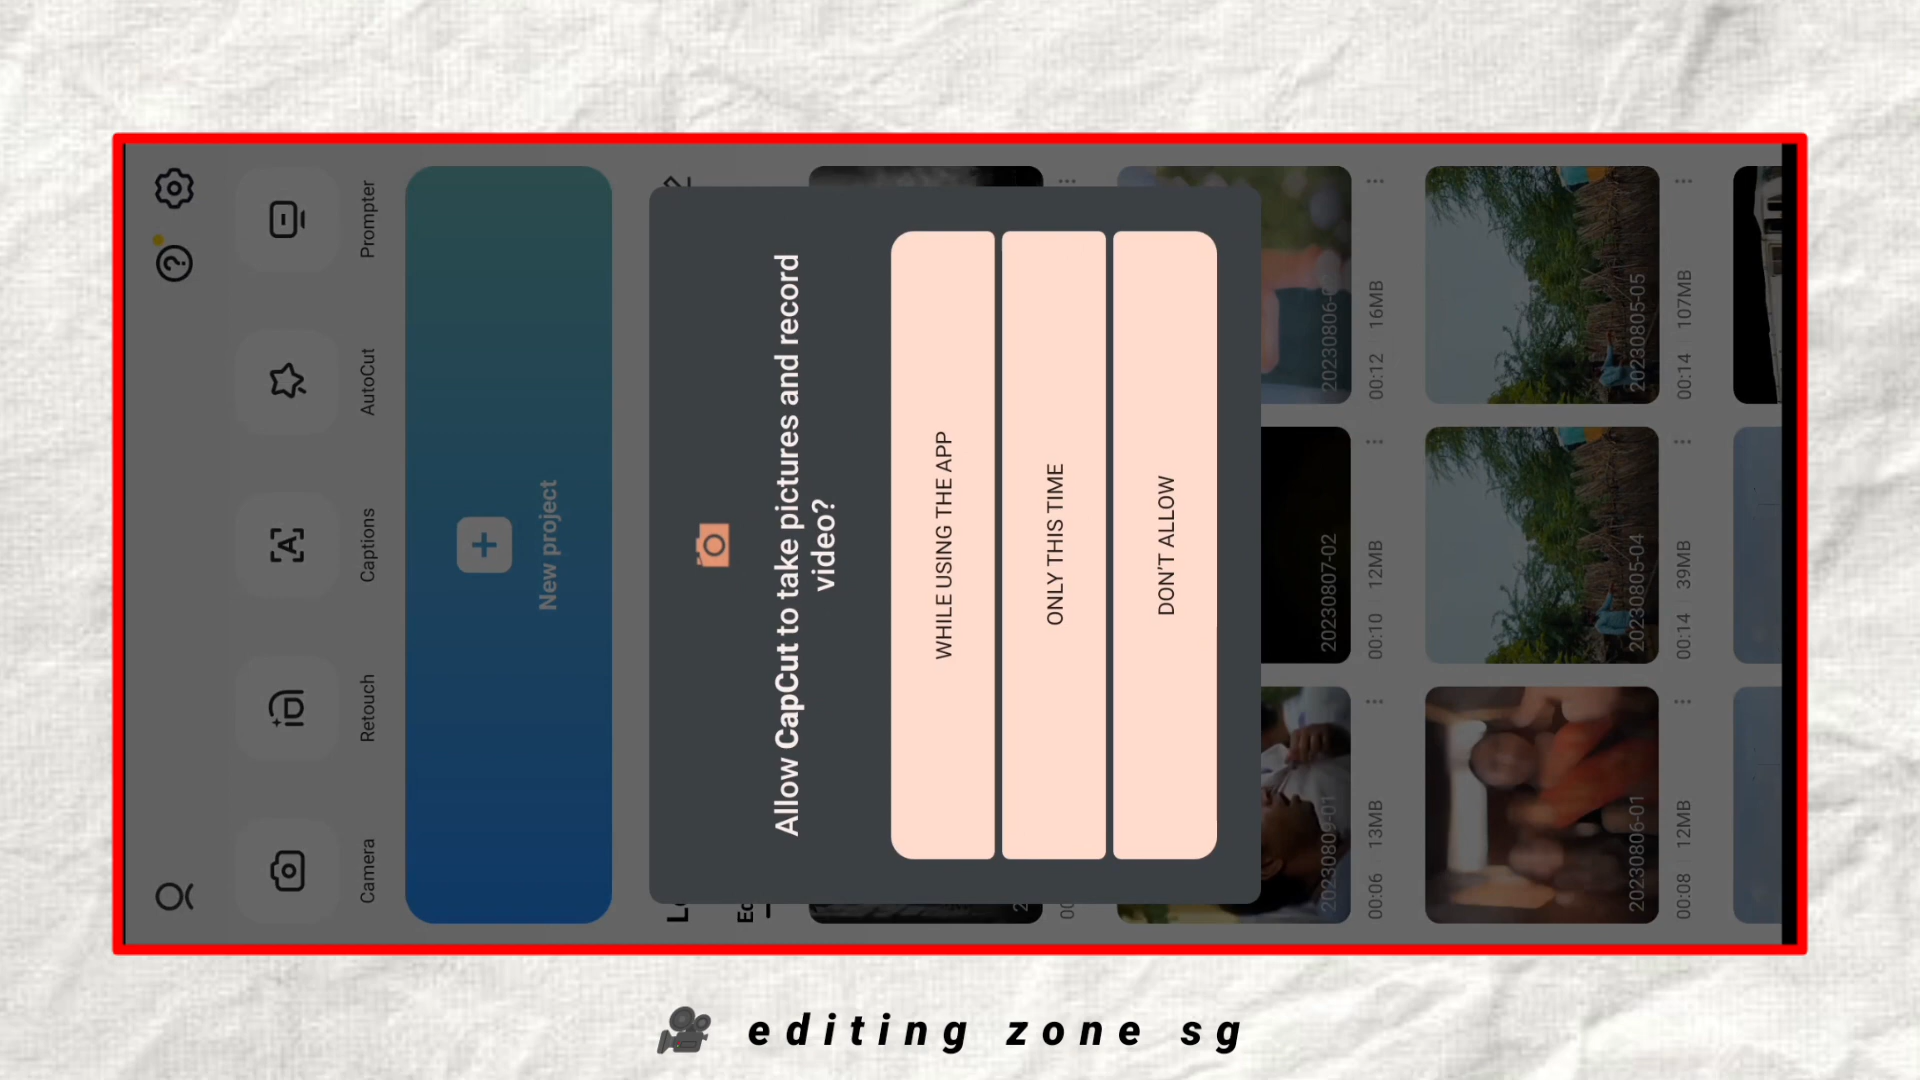 Camera
Retouch
Captions
AutoCut
Prompter
New project
Allow CapCut to take pictures and record
video?
WHILE USING THE APP
ONLY THIS TIME
DON'T ALLOW
00:06 13MB
00:10 12MB
20230807-02
00:12 16MB
20230806-01
00:08 12MB
20230805-04
00:14 39MB
20230805-05
00:14 107MB
editing zone sg